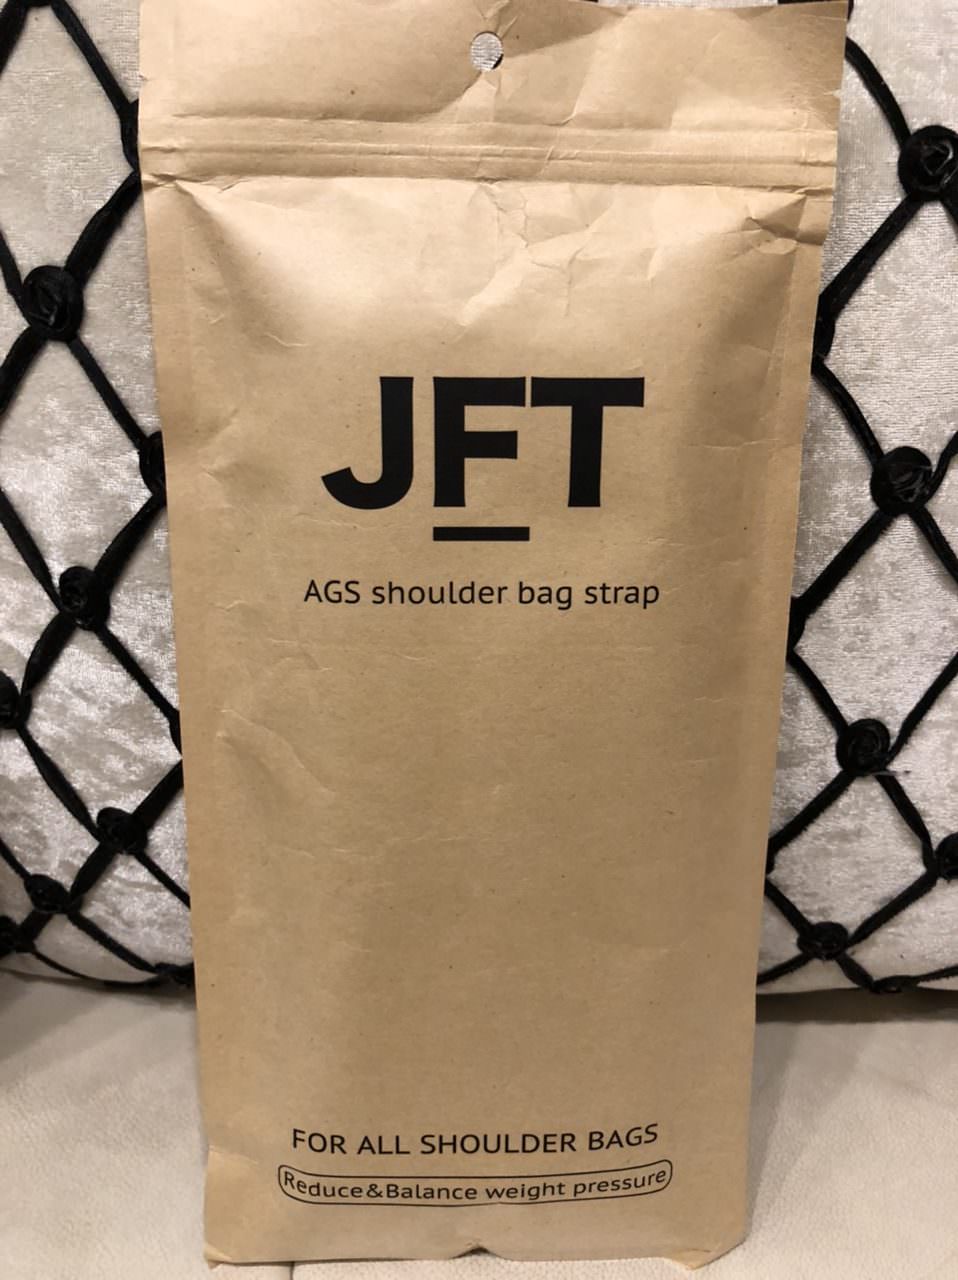 JFT
AGS shoulder bag strap
FOR ALL SHOULDER BAGS
Reduce&Balance weight pressure